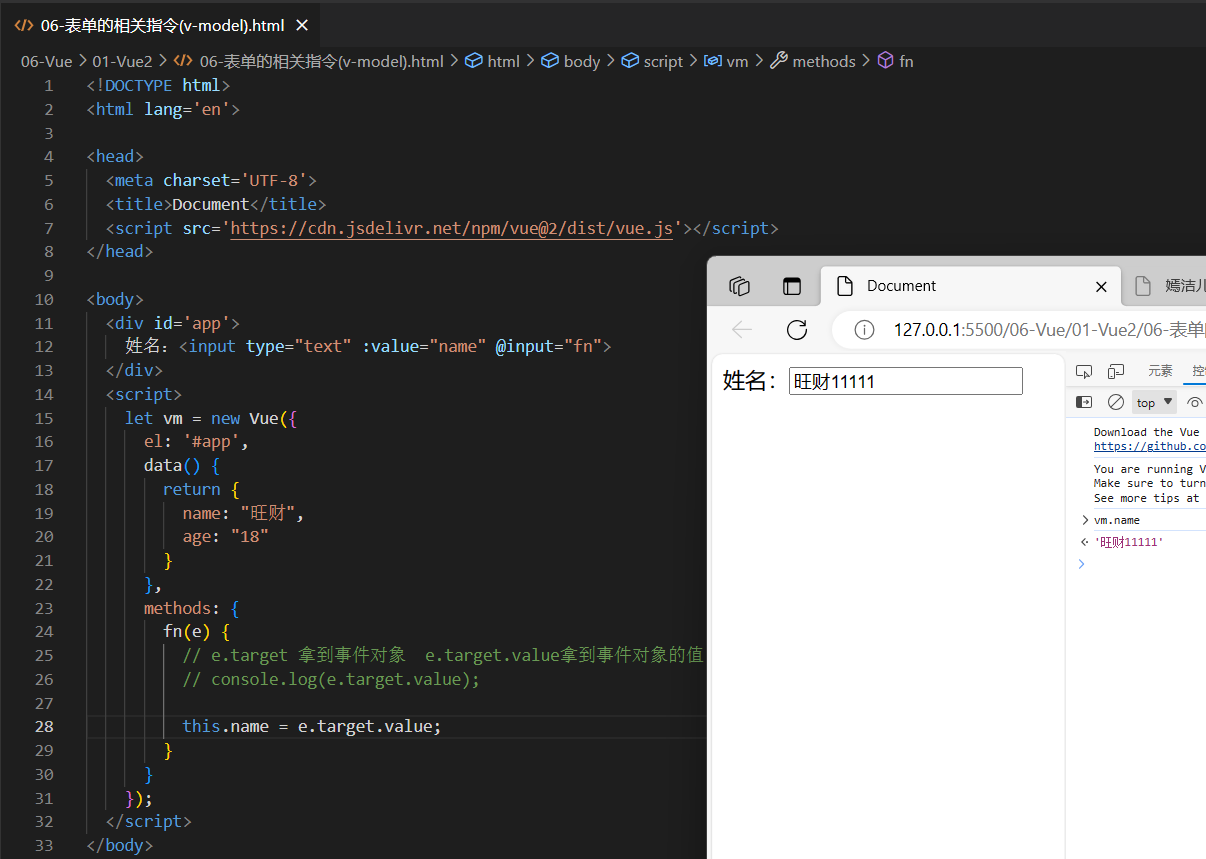 06-表单的相关指令(v-model).html
06-Vue > 01-Vue2 > 06-表单的相关指令(v-model).html > html > body > script > vm > methods > fn
1 <!DOCTYPE html>
2 <html lang='en'>
3
4 <head>
5 <meta charset='UTF-8'>
6 <title>Document</title>
7 <script src='https://cdn.jsdelivr.net/npm/vue@2/dist/vue.js'></script>
8 </head>
9
10 <body>
11 <div id='app'>
12 姓名：<input type="text" :value="name" @input="fn">
13 </div>
14 <script>
15 let vm = new Vue({
16 el: '#app',
17 data() {
18 return {
19 name: "旺财",
20 age: "18"
21 }
22 },
23 methods: {
24 fn(e) {
25 // e.target 拿到事件对象  e.target.value拿到事件对象的值
26 // console.log(e.target.value);
27
28 this.name = e.target.value;
29 }
30 }
31 });
32 </script>
33 </body>
Document
嫣洁儿
127.0.0.1:5500/06-Vue/01-Vue2/06-表单
姓名：旺财11111
元素
top
Download the Vue
https://github.co
You are running V
Make sure to turn
See more tips at
> vm.name
'旺财11111'